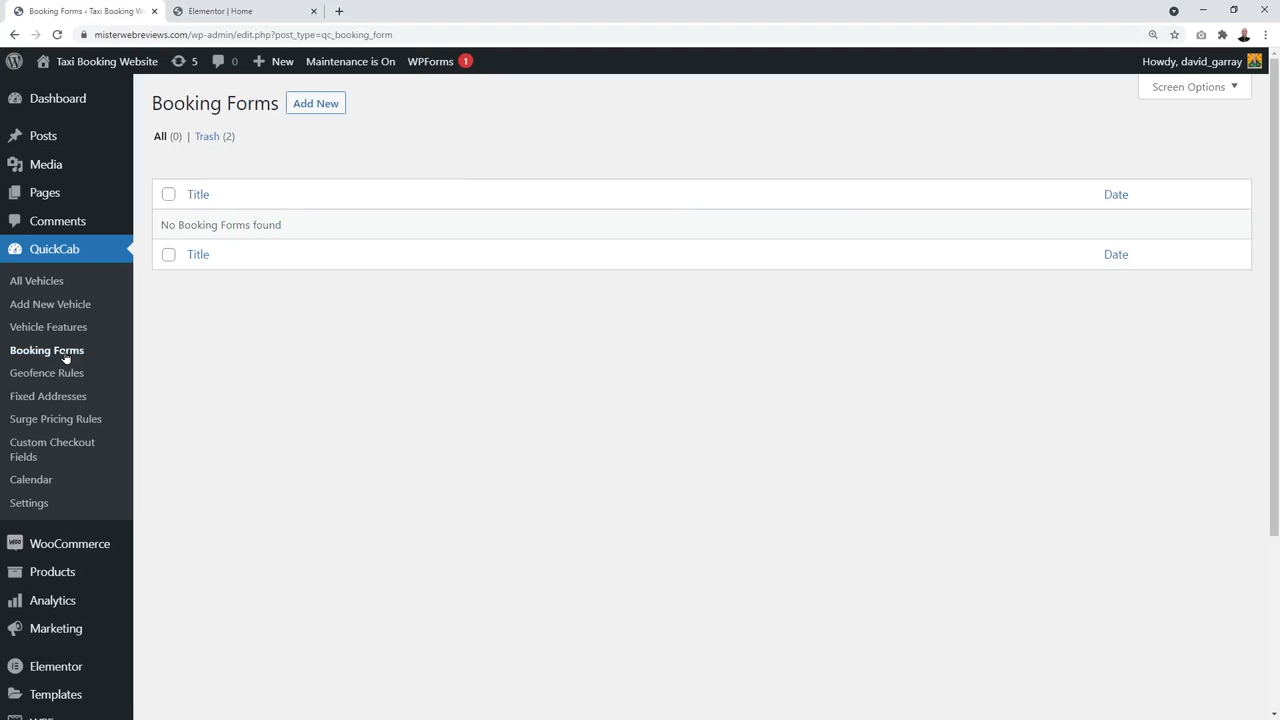 Booking Forms ‹ Taxi Booking W
Elementor | Home
misterwebreviews.com/wp-admin/edit.php?post_type=qc_booking_form
Taxi Booking Website
5
0
New
Maintenance is On
WPForms
1
Howdy, david_garray
Dashboard
Posts
Media
Pages
Comments
QuickCab
All Vehicles
Add New Vehicle
Vehicle Features
Booking Forms
Geofence Rules
Fixed Addresses
Surge Pricing Rules
Custom Checkout
Fields
Calendar
Settings
WooCommerce
Products
Analytics
Marketing
Elementor
Templates
Booking Forms
Add New
Screen Options
All (0) | Trash (2)
Title
Date
No Booking Forms found
Title
Date